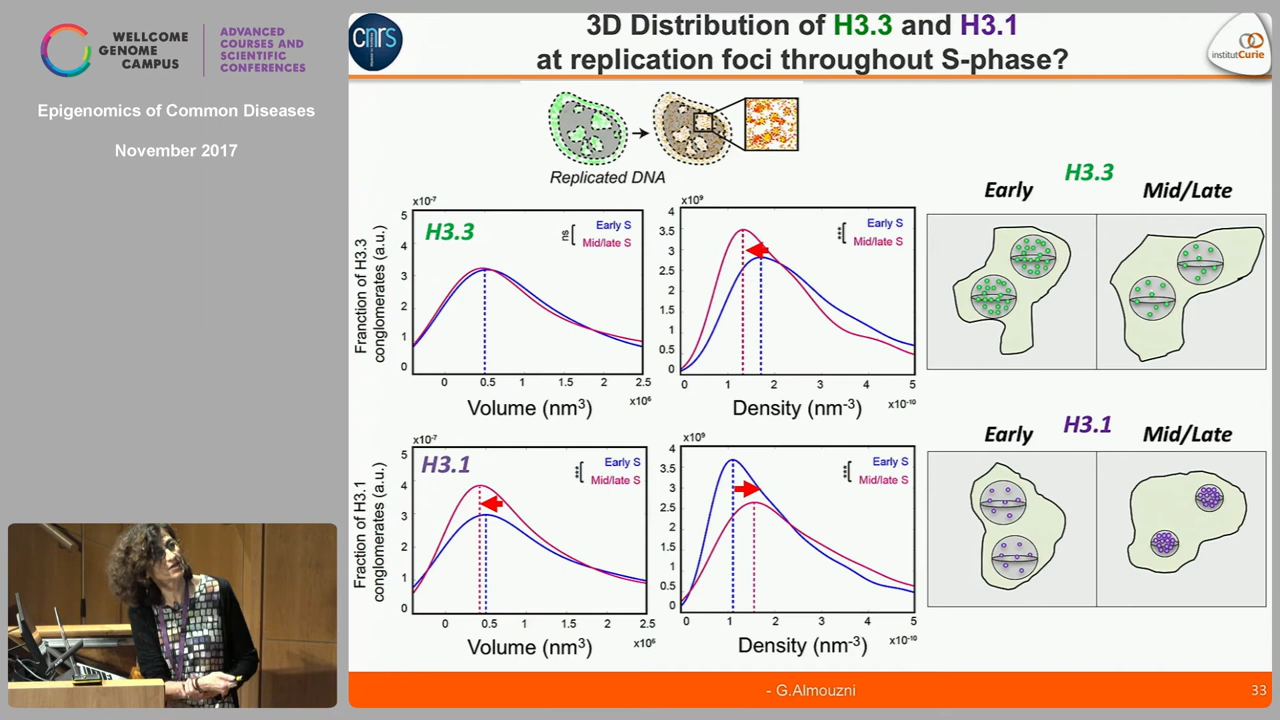 WELLCOME
GENOME
CAMPUS
ADVANCED
COURSES AND
SCIENTIFIC
CONFERENCES
Epigenomics of Common Diseases
November 2017
cnrs
3D Distribution of H3.3 and H3.1
at replication foci throughout S-phase?
institutCurie
Replicated DNA
x10⁻⁷
5
4
3
2
1
0
Franction of H3.3
conglomerates (a.u.)
H3.3
ns
Early S
Mid/late S
0 0.5 1 1.5 2 2.5
Volume (nm³)
x10⁶
x10⁹
4
3.5
3
2.5
2
1.5
1
0.5
0
***
Early S
Mid/late S
0 1 2 3 4 5
Density (nm⁻³)
x10⁻¹⁰
H3.3
Early
Mid/Late
x10⁻⁷
5
4
3
2
1
0
Fraction of H3.1
conglomerates (a.u.)
H3.1
Early S
Mid/late S
0 0.5 1 1.5 2 2.5
Volume (nm³)
x10⁶
x10⁹
4
3.5
3
2.5
2
1.5
1
0.5
0
***
Early S
Mid/late S
0 1 2 3 4 5
Density (nm⁻³)
x10⁻¹⁰
H3.1
Early
Mid/Late
- G.Almouzni
33